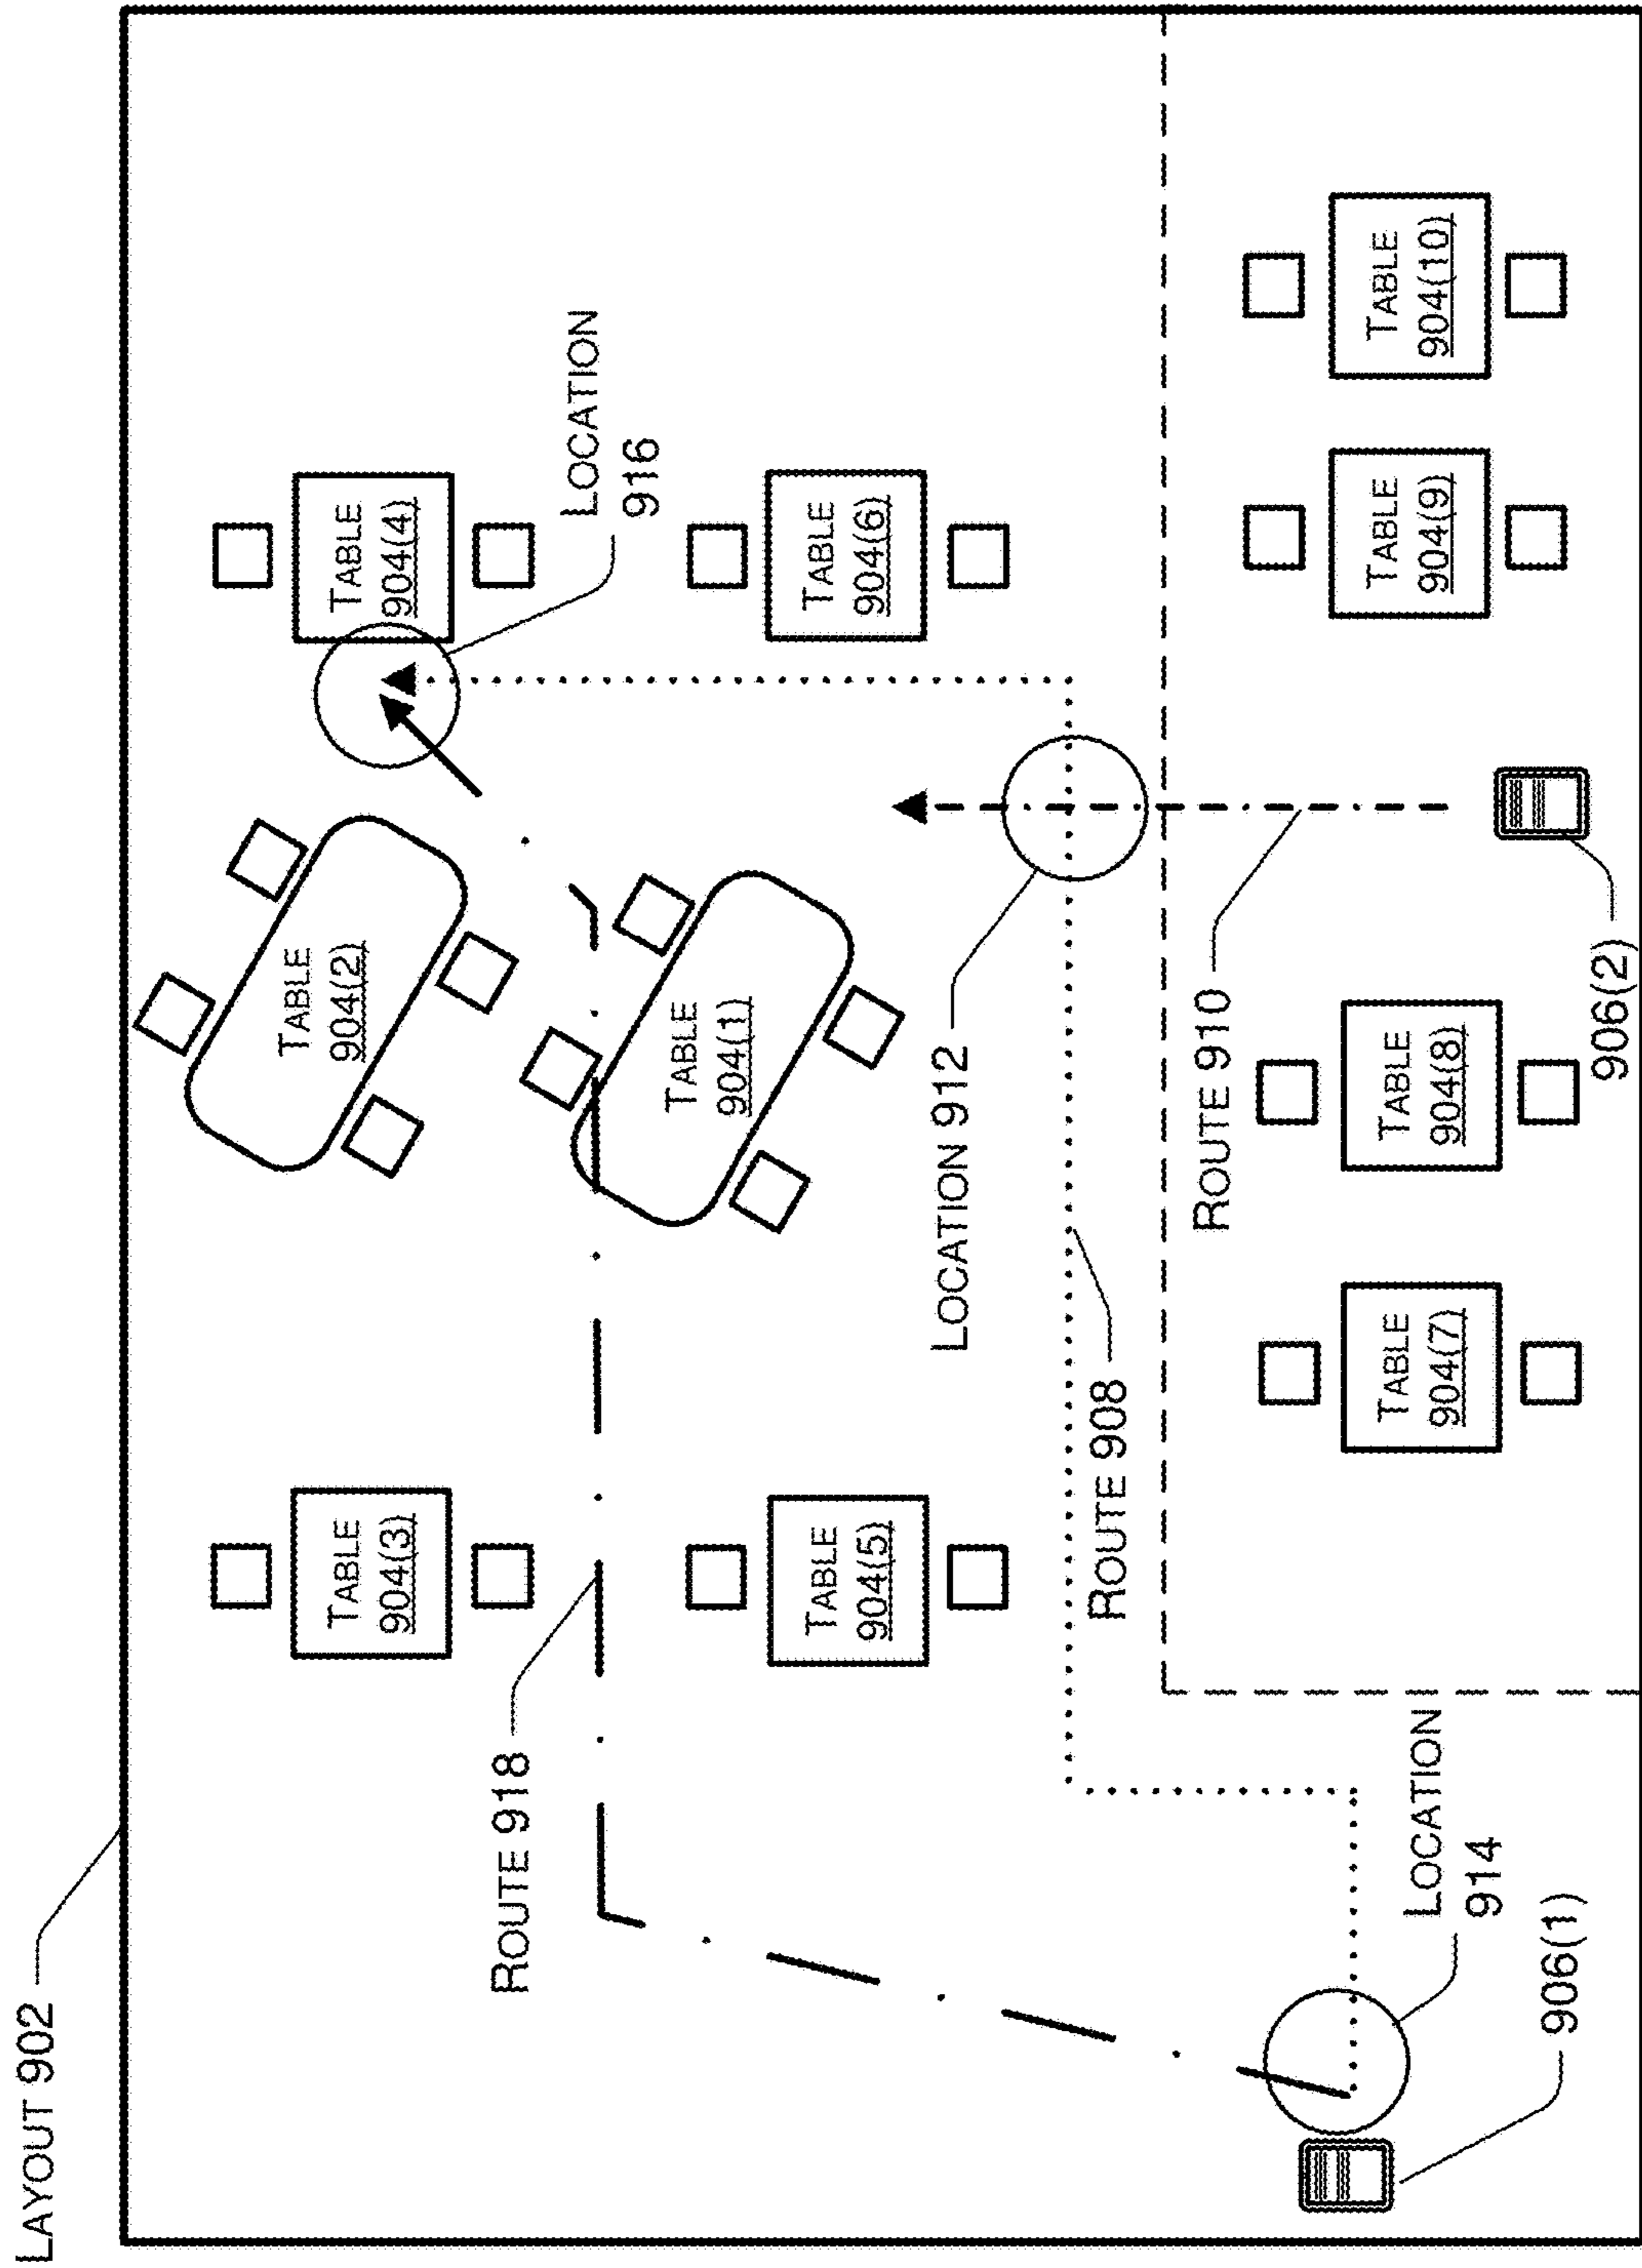 LAYOUT 902
TABLE
904(3)
TABLE
904(2)
TABLE
904(4)
LOCATION
916
ROUTE 918
TABLE
904(5)
TABLE
904(1)
TABLE
904(6)
LOCATION 912
ROUTE 908
ROUTE 910
LOCATION
914
906(1)
TABLE
904(7)
TABLE
904(8)
906(2)
TABLE
904(9)
TABLE
904(10)